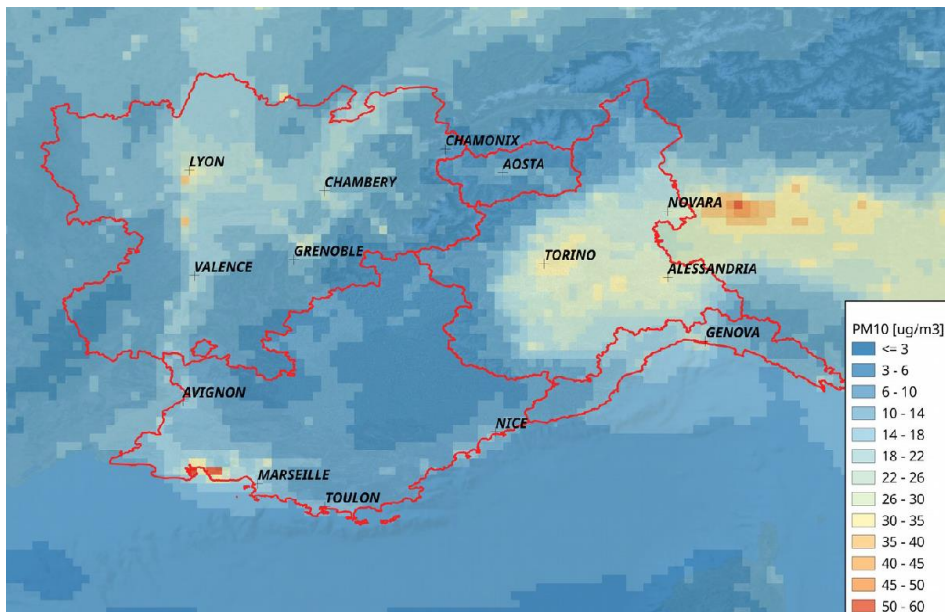 CHAMONIX
LYON
AOSTA
CHAMBERY
NOVARA
GRENOBLE
TORINO
VALENCE
ALESSANDRIA
GENOVA
AVIGNON
NICE
MARSEILLE
TOULON
PM10 [ug/m3]
<= 3
3 - 6
6 - 10
10 - 14
14 - 18
18 - 22
22 - 26
26 - 30
30 - 35
35 - 40
40 - 45
45 - 50
50 - 60